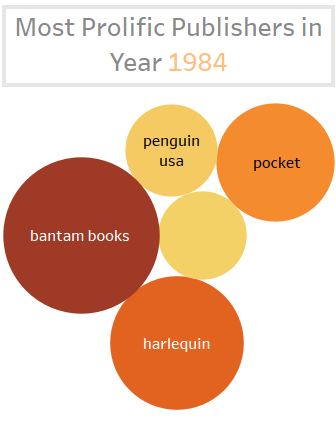 Most Prolific Publishers in
Year 1984
penguin
usa
pocket
bantam books
harlequin